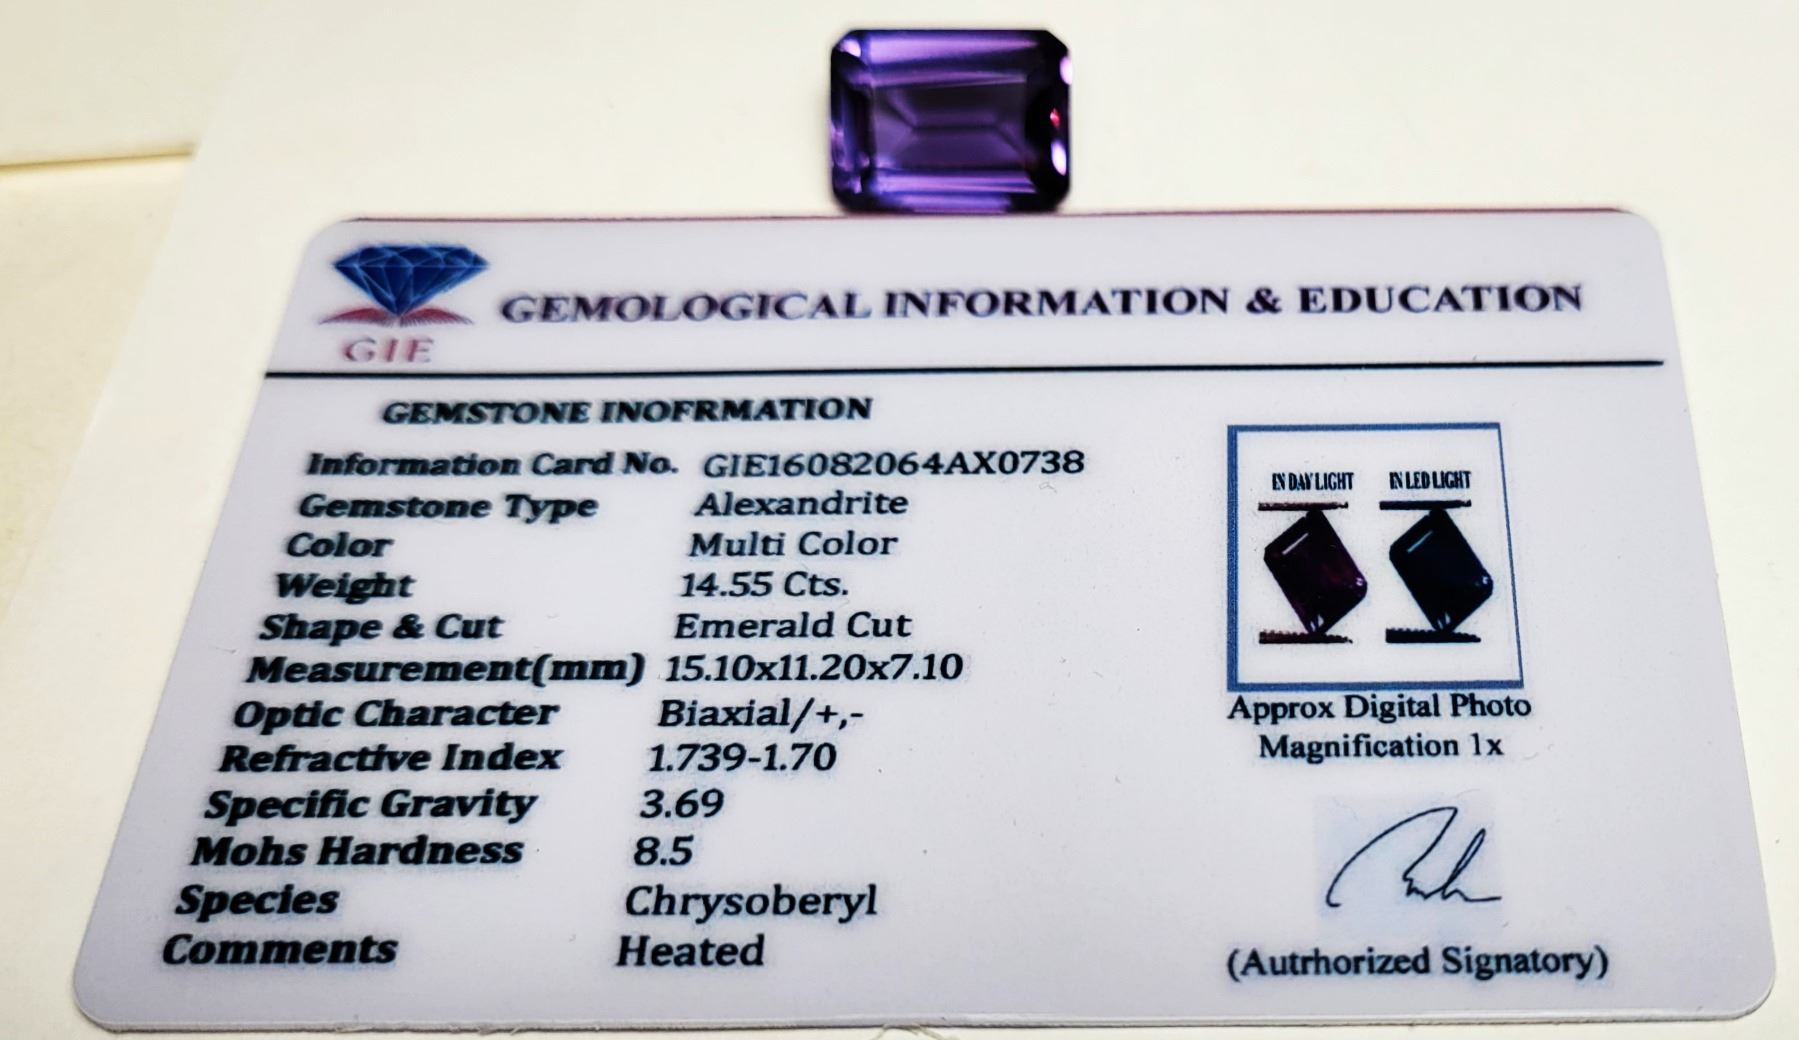 GIE
GEMOLOGICAL INFORMATION & EDUCATION
GEMSTONE INOFRMATION
Information Card No. GIE16082064AX0738
Gemstone Type Alexandrite
Color Multi Color
Weight 14.55 Cts.
Shape & Cut Emerald Cut
Measurement(mm) 15.10x11.20x7.10
Optic Character Biaxial/+,-
Refractive Index 1.739-1.70
Specific Gravity 3.69
Mohs Hardness 8.5
Species Chrysoberyl
Comments Heated
IN DAY LIGHT IN LED LIGHT
Approx Digital Photo
Magnification 1x
(Autrhorized Signatory)